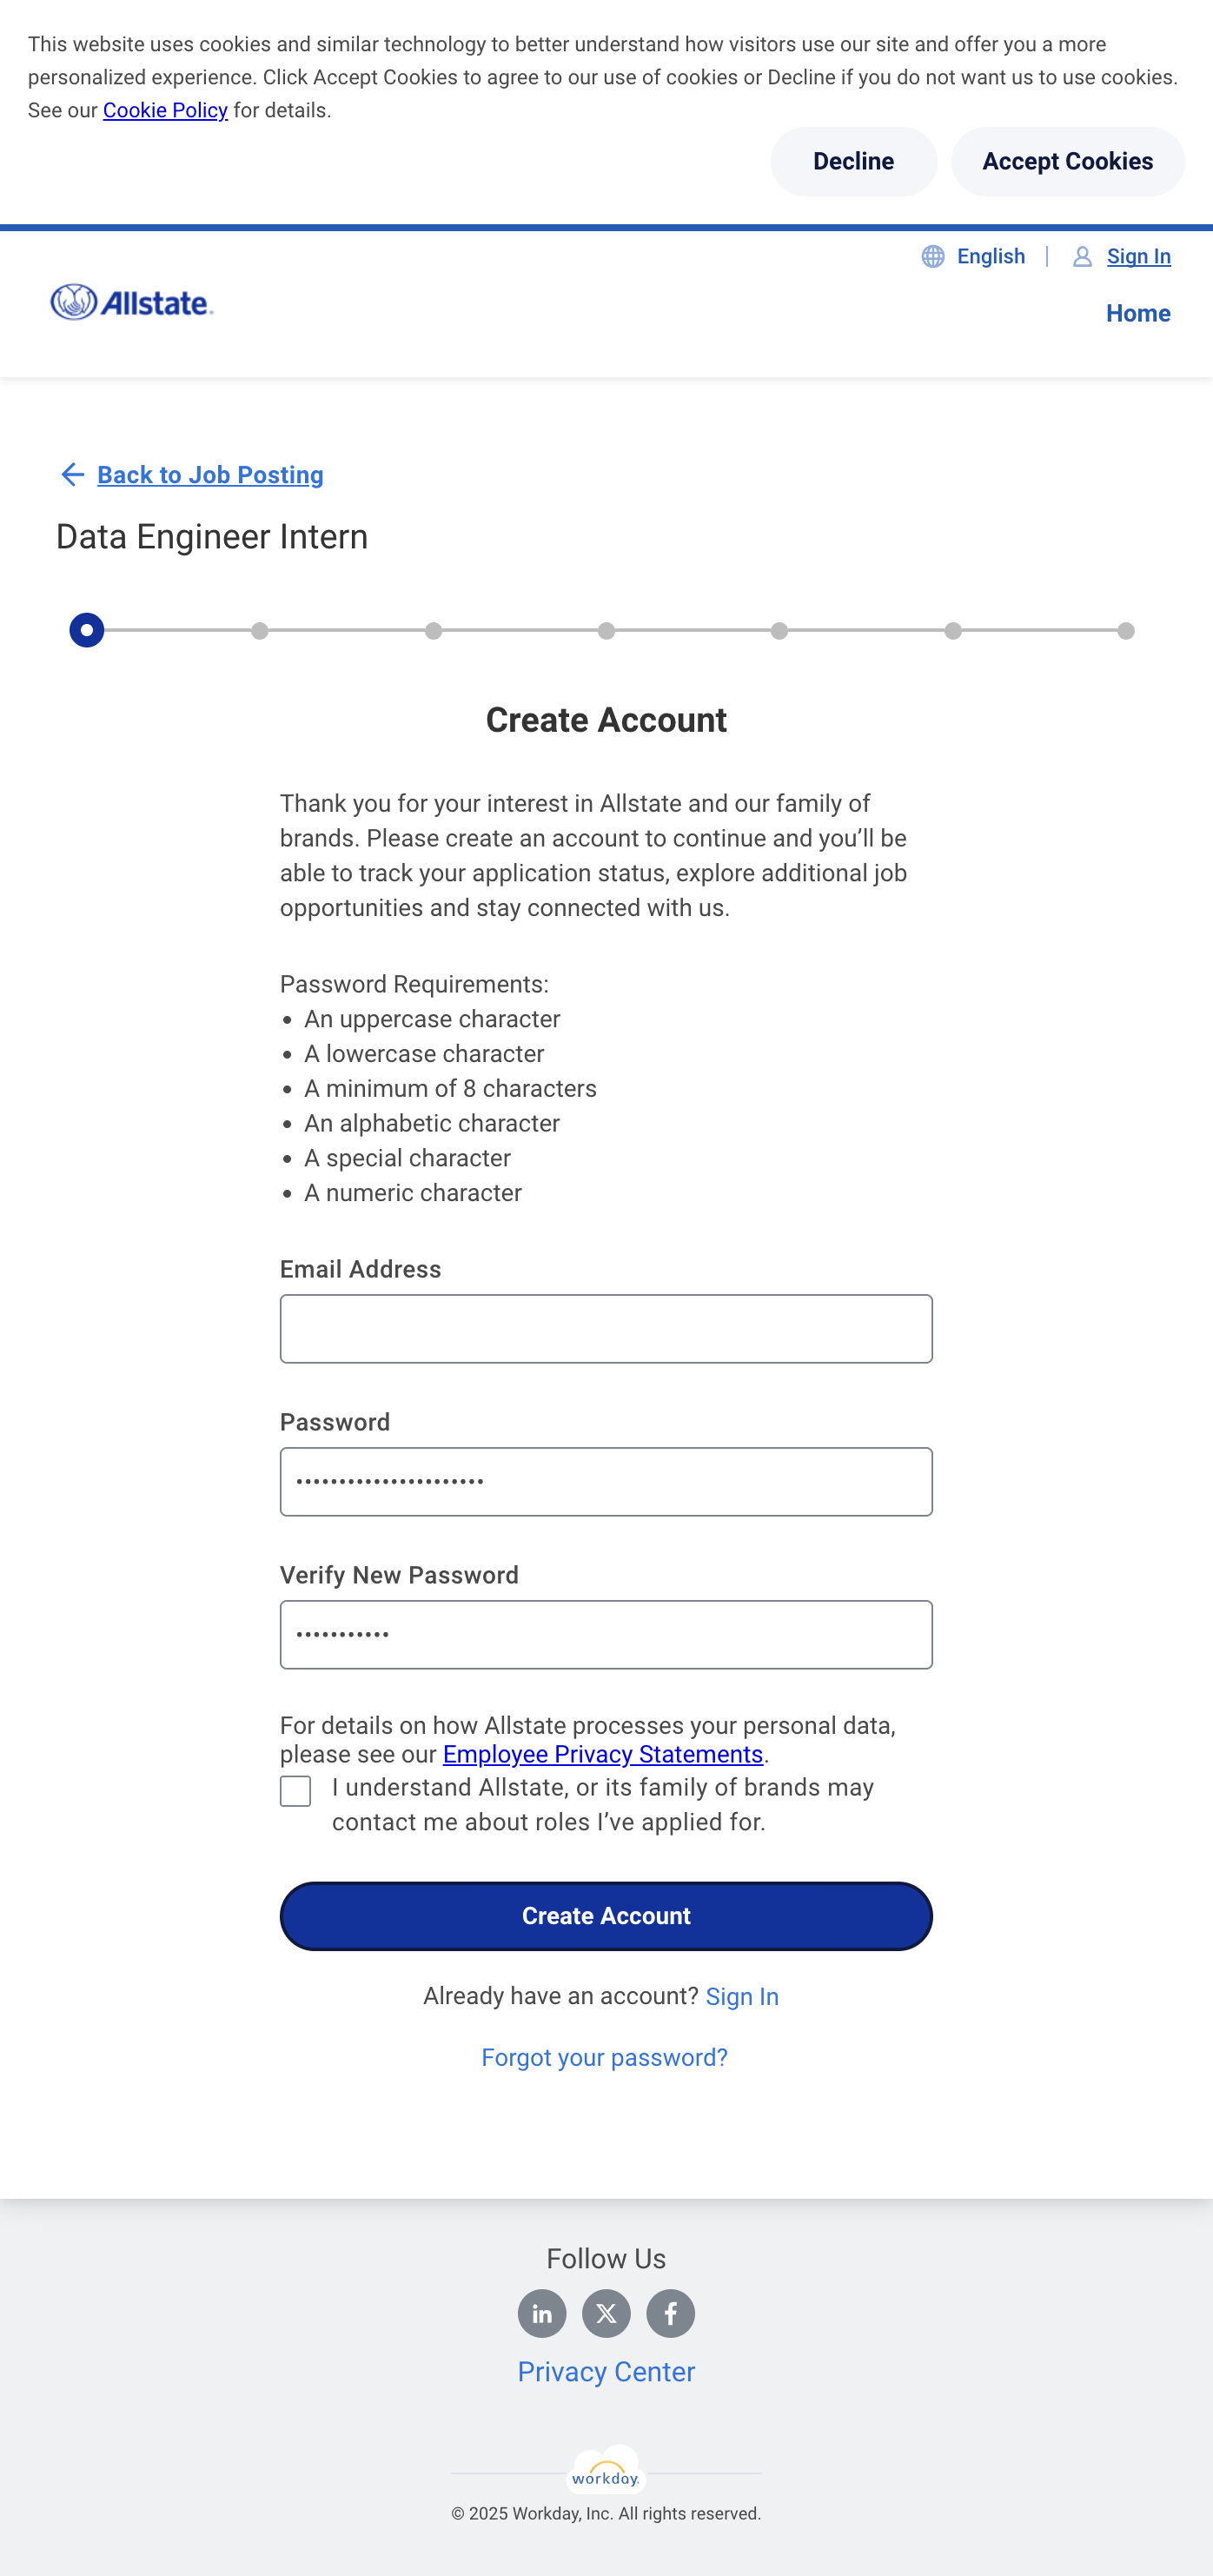 This website uses cookies and similar technology to better understand how visitors use our site and offer you a more
personalized experience. Click Accept Cookies to agree to our use of cookies or Decline if you do not want us to use cookies.
See our Cookie Policy for details.
Decline
Accept Cookies
English
Sign In
Allstate
Home
Back to Job Posting
Data Engineer Intern
Create Account
Thank you for your interest in Allstate and our family of
brands. Please create an account to continue and you’ll be
able to track your application status, explore additional job
opportunities and stay connected with us.
Password Requirements:
• An uppercase character
• A lowercase character
• A minimum of 8 characters
• An alphabetic character
• A special character
• A numeric character
Email Address
Password
••••••••••••••••••••••
Verify New Password
•••••••••••
For details on how Allstate processes your personal data,
please see our Employee Privacy Statements.
I understand Allstate, or its family of brands may
contact me about roles I’ve applied for.
Create Account
Already have an account? Sign In
Forgot your password?
Follow Us
in X f
Privacy Center
workday.
© 2025 Workday, Inc. All rights reserved.